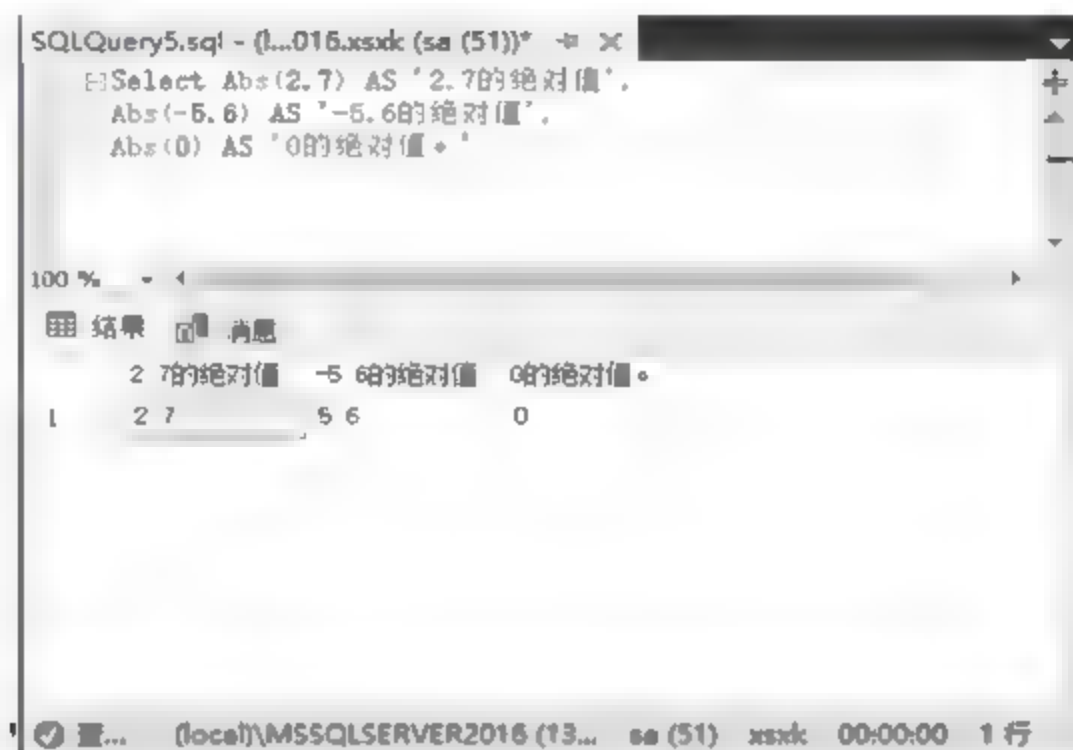 SQLQuery5.sql - (l...016.xsxk (sa (51))*
Select Abs(2.7) AS '2.7的绝对值',
Abs(-5.6) AS '-5.6的绝对值',
Abs(0) AS '0的绝对值。'
100 %
结果 消息
2 7的绝对值 -5 6的绝对值 0的绝对值。
1 2 7 5 6 0
(local)\MSSQLSERVER2016 (13... sa (51) xsxk 00:00:00 1 行